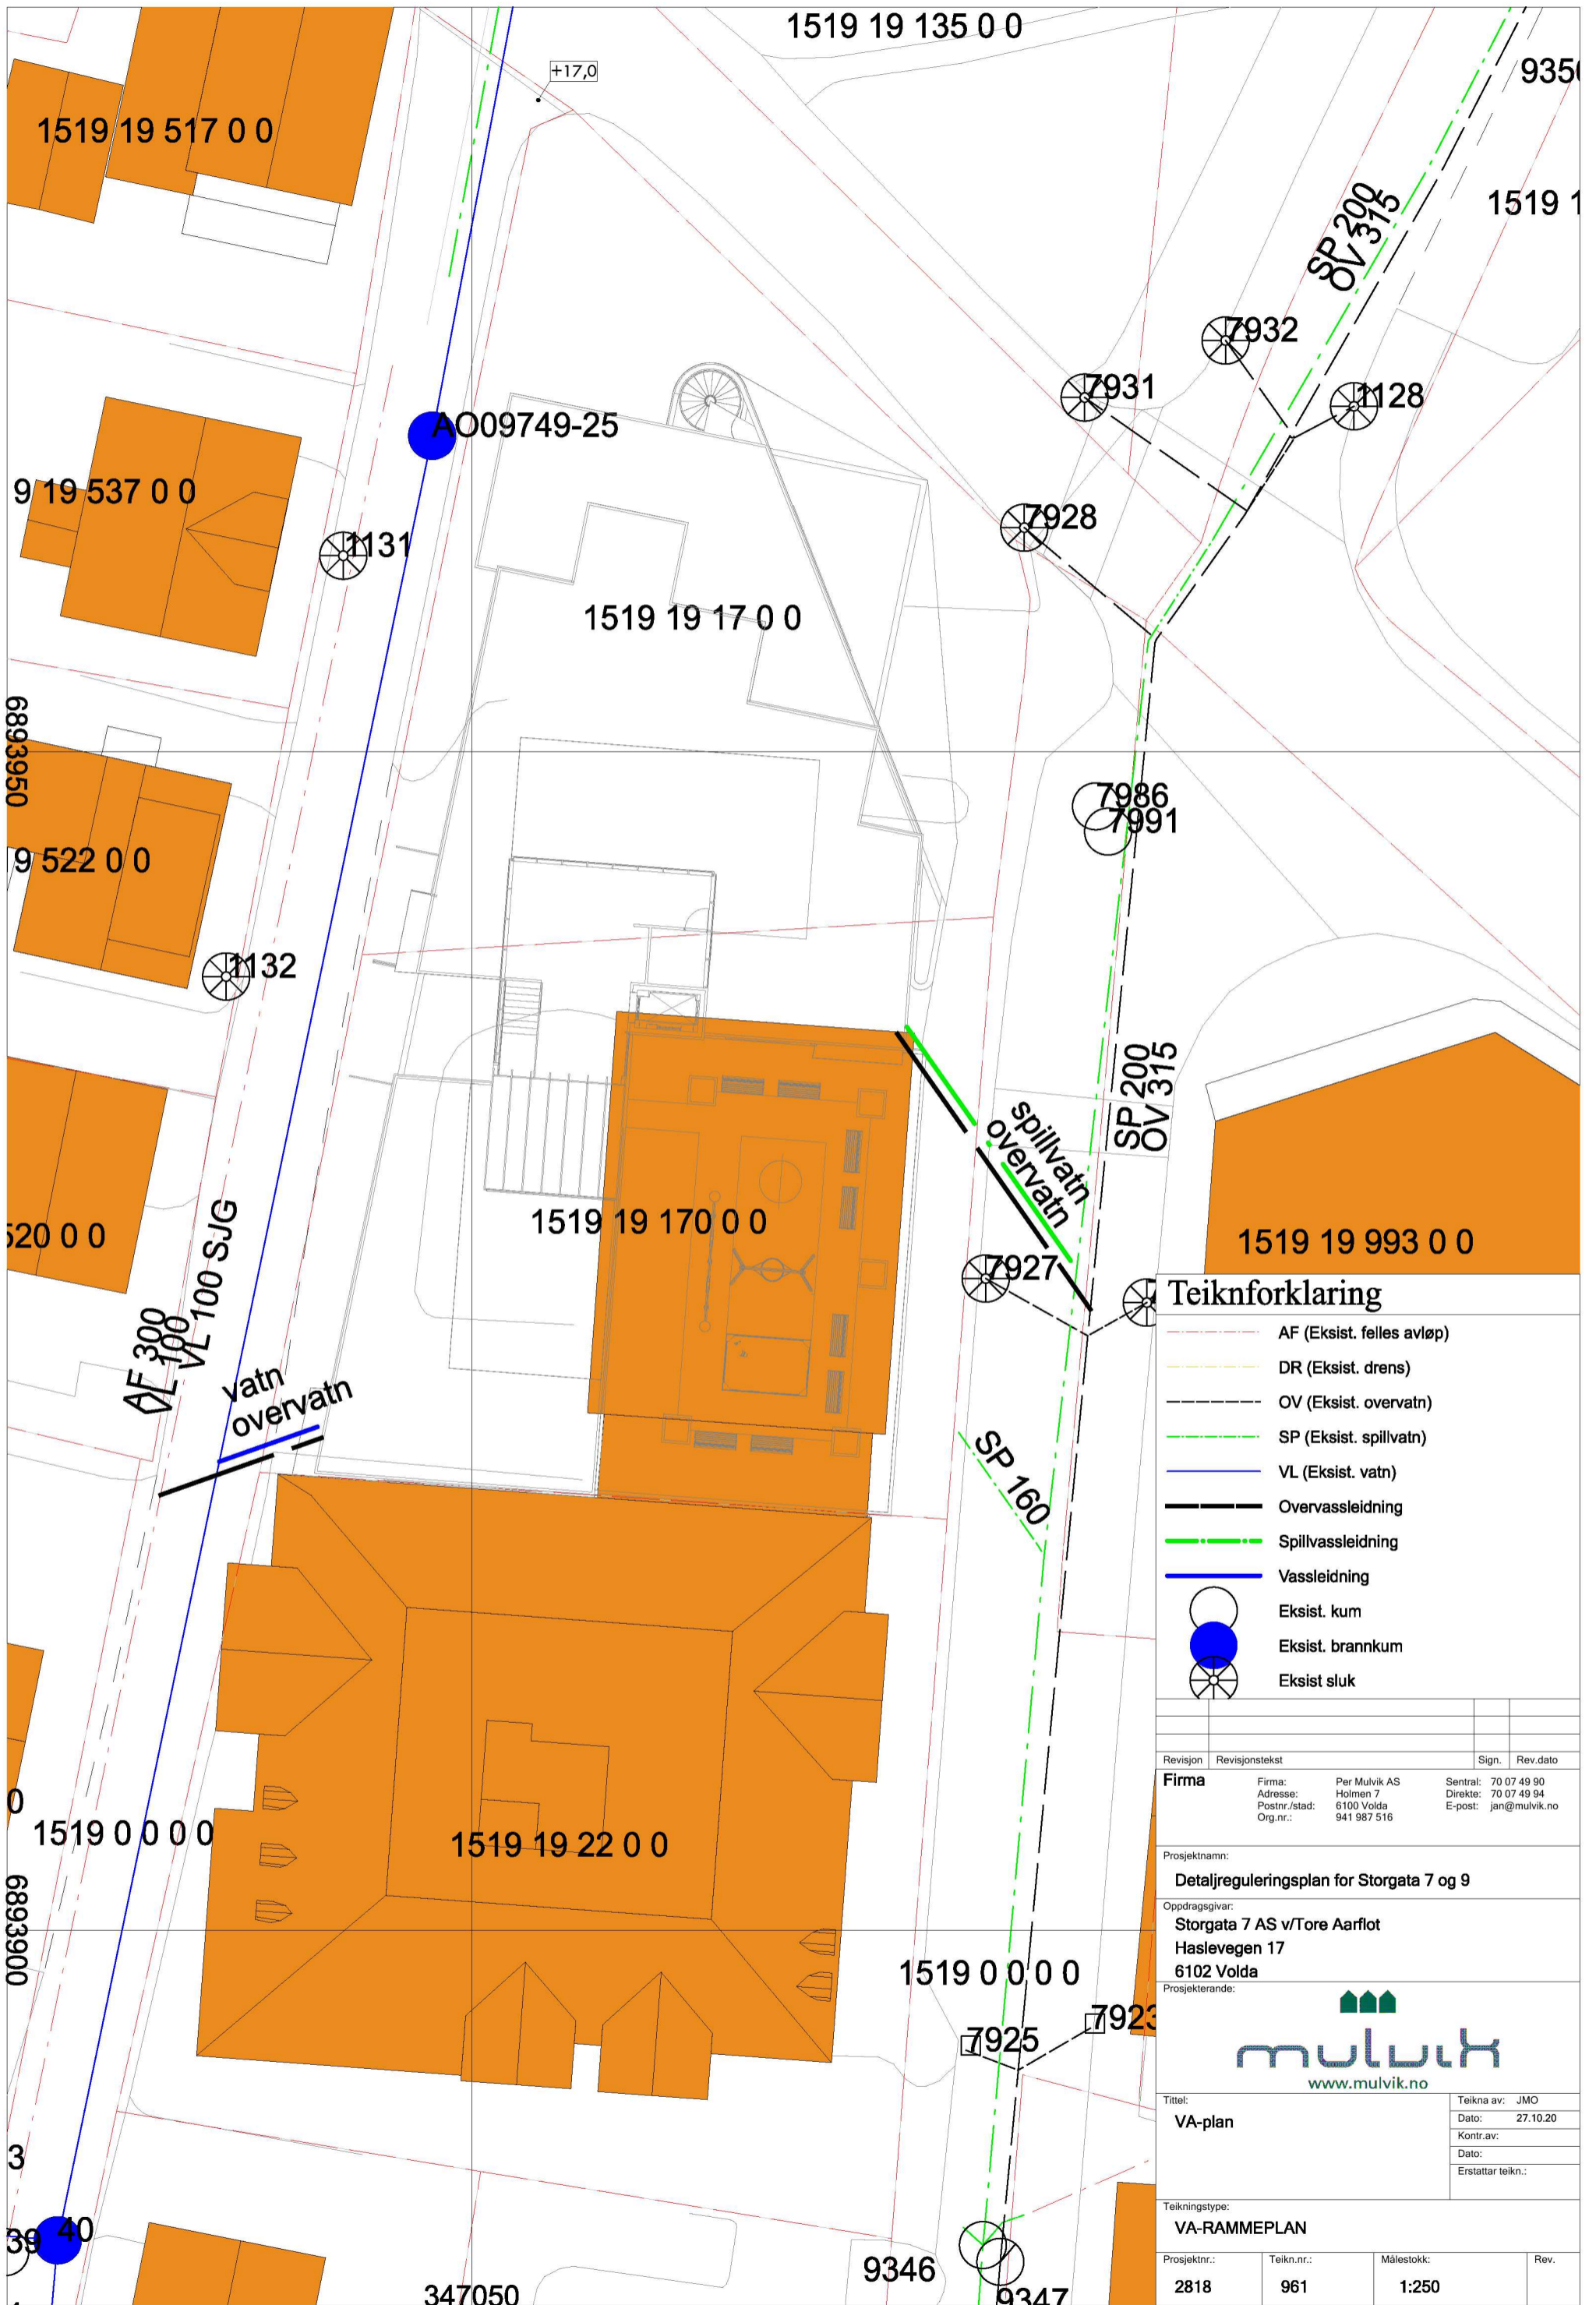 1519 19 135 0 0
+17,0
1519 19 517 0 0
SP 200
OV 315
7932
7931
1128
AO09749-25
9 19 537 0 0
7928
1131
1519 19 17 0 0
6893950
7986
7991
9 522 0 0
1132
SP 200
OV 315
spillvatn
overvatn
1519 19 170 0 0
520 0 0
1519 19 993 0 0
7927
AF 300
VL 100
VL 100 SJG
vatn
overvatn
SP 160
Teiknforklaring
AF (Eksist. felles avløp)
DR (Eksist. drens)
OV (Eksist. overvatn)
SP (Eksist. spillvatn)
VL (Eksist. vatn)
Overvassleidning
Spillvassleidning
Vassleidning
Eksist. kum
Eksist. brannkum
Eksist sluk
Revisjon Revisjonstekst Sign. Rev.dato
Firma
Firma: Per Mulvik AS Sentral: 70 07 49 90
Adresse: Holmen 7 Direkte: 70 07 49 94
Postnr./stad: 6100 Volda E-post: jan@mulvik.no
Org.nr.: 941 987 516
0
1519 0 0 0 0
1519 19 22 0 0
6893900
Prosjektnamn:
Detaljreguleringsplan for Storgata 7 og 9
Oppdragsgivar:
Storgata 7 AS v/Tore Aarflot
Haslevegen 17
6102 Volda
1519 0 0 0 0
Prosjekterande:
mulvik
www.mulvik.no
7925
7923
Tittel:
VA-plan
Teikna av: JMO
Dato: 27.10.20
Kontr.av:
Dato:
Erstattar teikn.:
Teikningstype:
VA-RAMMEPLAN
Prosjektnr.: Teikn.nr.: Målestokk: Rev.
2818 961 1:250
3
39
40
347050
9346
9347